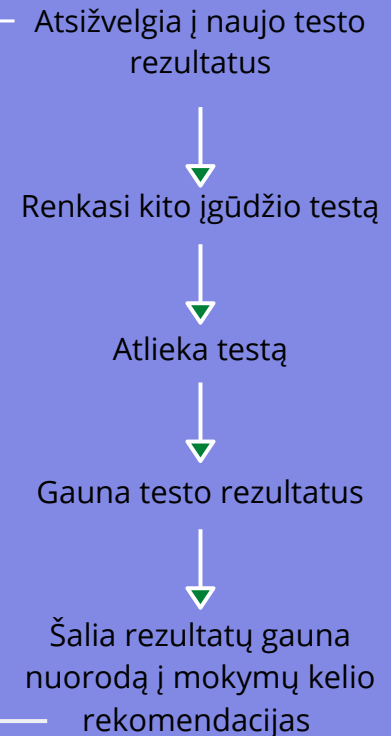 Atsižvelgia į naujo testo
rezultatus
Renkasi kito įgūdžio testą
Atlieka testą
Gauna testo rezultatus
Šalia rezultatų gauna
nuorodą į mokymų kelio
rekomendacijas